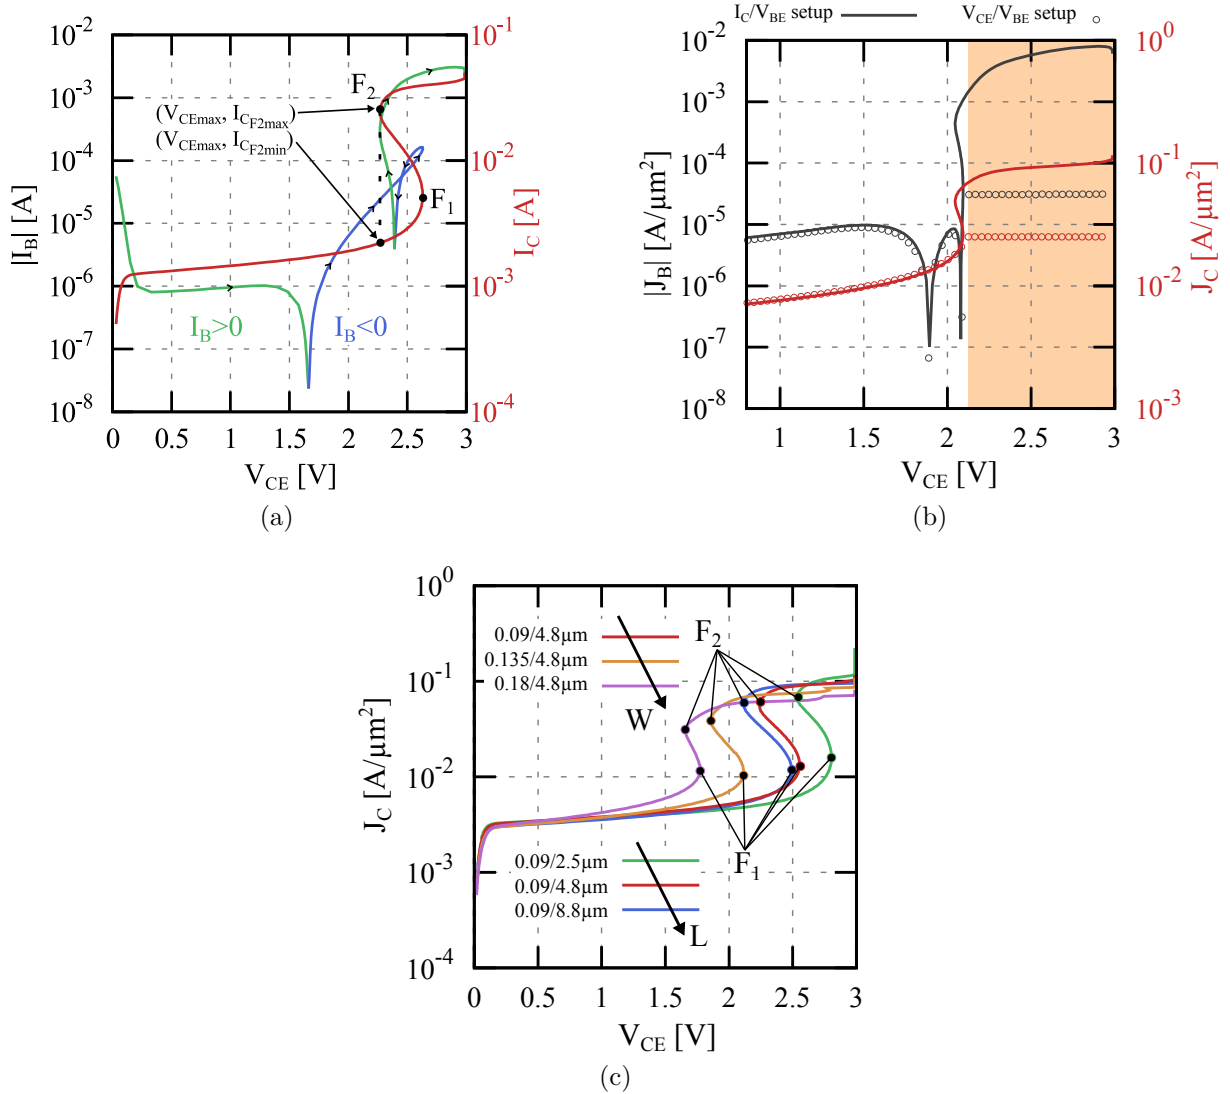 I_C/V_BE setup
V_CE/V_BE setup
10^-2
10^-3
10^-4
10^-5
10^-6
10^-7
10^-8
|I_B| [A]
F_2
(V_CEmax, I_C_F2max)
(V_CEmax, I_C_F2min)
F_1
I_B>0
I_B<0
10^-1
10^-2
10^-3
10^-4
I_C [A]
0 0.5 1 1.5 2 2.5 3
V_CE [V]
(a)
10^-2
10^-3
10^-4
10^-5
10^-6
10^-7
10^-8
|J_B| [A/μm^2]
10^0
10^-1
10^-2
10^-3
J_C [A/μm^2]
1 1.5 2 2.5 3
V_CE [V]
(b)
10^0
10^-1
10^-2
10^-3
10^-4
J_C [A/μm^2]
0.09/4.8μm
0.135/4.8μm
0.18/4.8μm
W
F_2
F_1
0.09/2.5μm
0.09/4.8μm
0.09/8.8μm
L
0 0.5 1 1.5 2 2.5 3
V_CE [V]
(c)